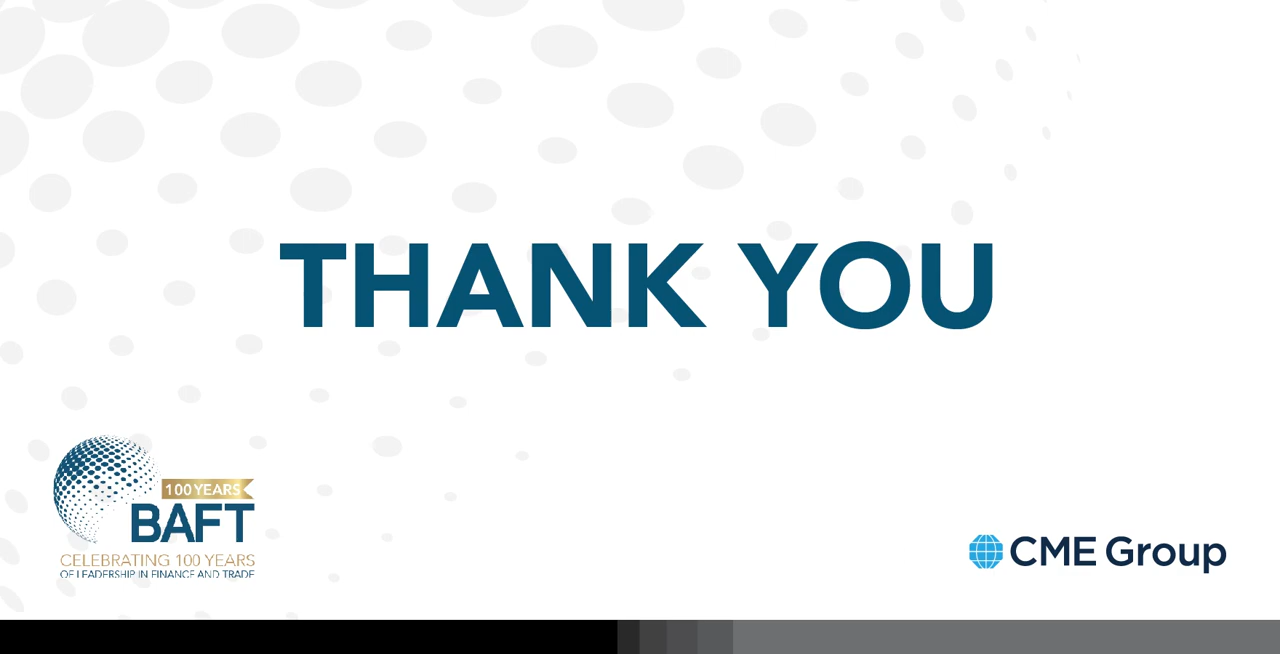 THANK YOU
100 YEARS
BAFT
CELEBRATING 100 YEARS
OF LEADERSHIP IN FINANCE AND TRADE
CME Group